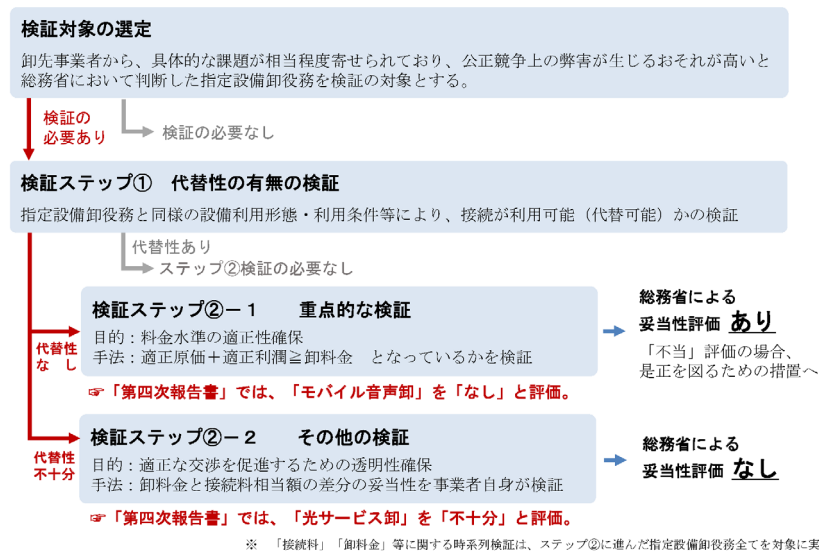 検証対象の選定
卸先事業者から、具体的な課題が相当程度寄せられており、公正競争上の弊害が生じるおそれが高いと
総務省において判断した指定設備卸役務を検証の対象とする。
検証の
必要あり
検証の必要なし
検証ステップ① 代替性の有無の検証
指定設備卸役務と同様の設備利用形態・利用条件等により、接続が利用可能（代替可能）かの検証
代替性あり
ステップ②検証の必要なし
代替性
な し
検証ステップ②－１ 重点的な検証
目的：料金水準の適正性確保
手法：適正原価＋適正利潤≧卸料金 となっているかを検証
総務省による
妥当性評価 あり
「不当」評価の場合、
是正を図るための措置へ
☞「第四次報告書」では、「モバイル音声卸」を「なし」と評価。
代替性
不十分
検証ステップ②－２ その他の検証
目的：適正な交渉を促進するための透明性確保
手法：卸料金と接続料相当額の差分の妥当性を事業者自身が検証
総務省による
妥当性評価 なし
☞「第四次報告書」では、「光サービス卸」を「不十分」と評価。
※ 「接続料」「卸料金」等に関する時系列検証は、ステップ②に進んだ指定設備卸役務全てを対象に実